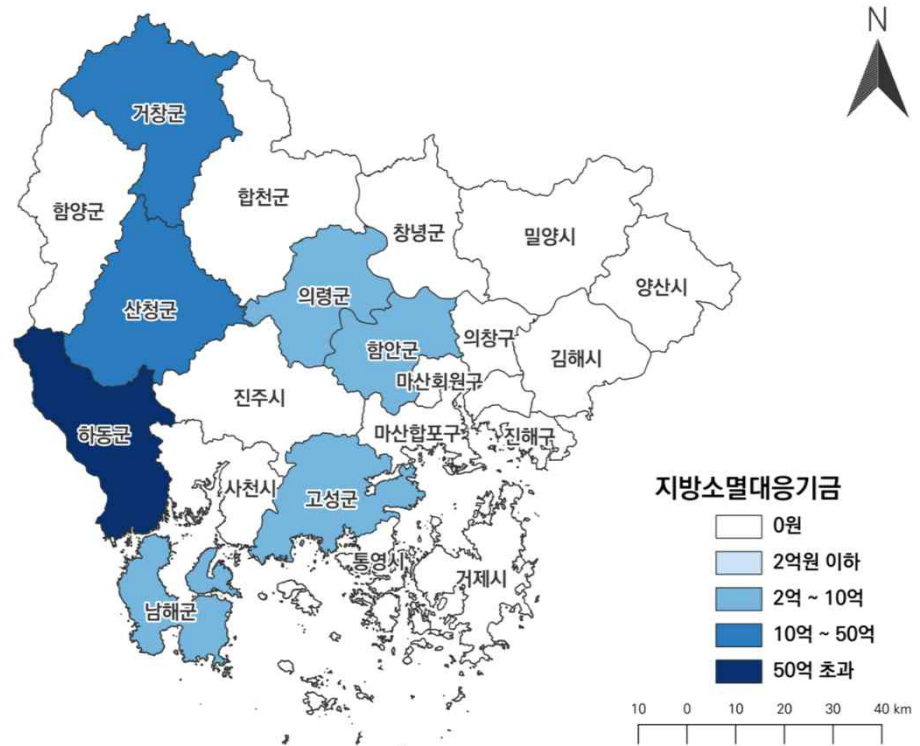 N
거창군
함양군
합천군
창녕군
밀양시
양산시
산청군
의령군
함안군
의창구
김해시
마산회원구
진주시
하동군
마산합포구
진해구
사천시
고성군
통영시
거제시
남해군
지방소멸대응기금
0원
2억원 이하
2억 ~ 10억
10억 ~ 50억
50억 초과
10 0 10 20 30 40 km